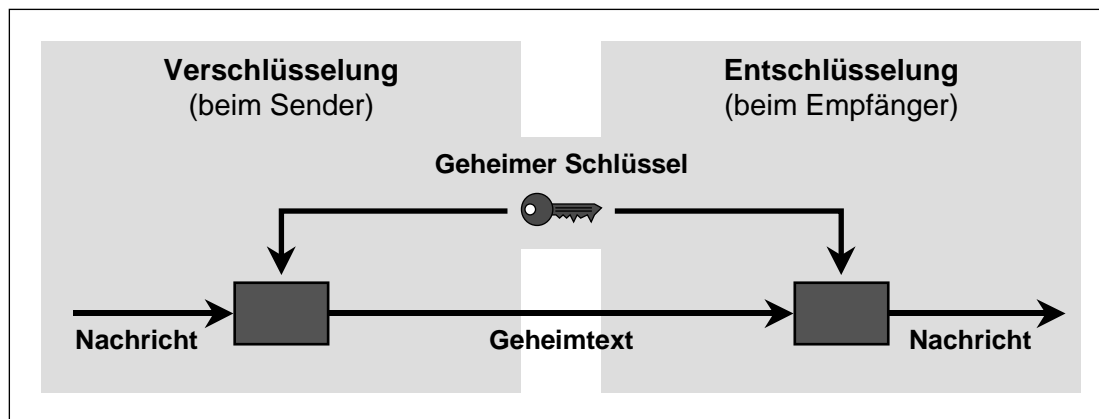 Verschlüsselung
(beim Sender)
Entschlüsselung
(beim Empfänger)
Geheimer Schlüssel
Nachricht
Geheimtext
Nachricht